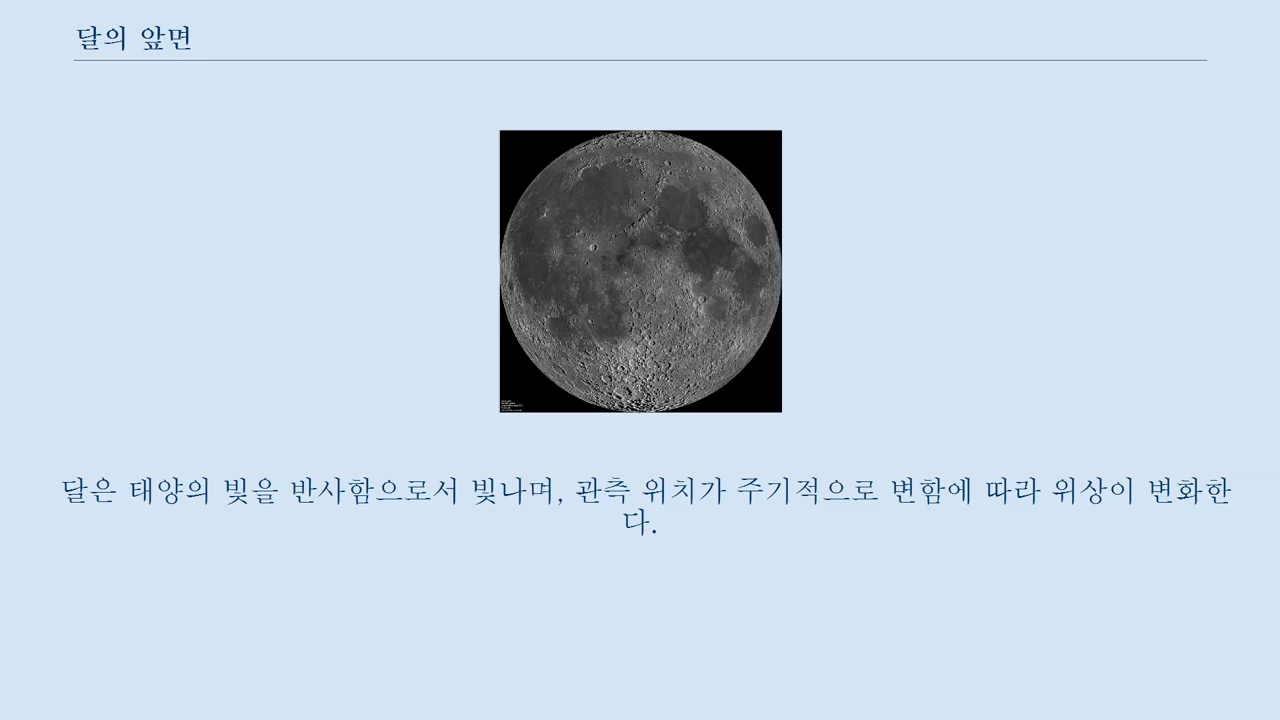 달의 앞면
달은 태양의 빛을 반사함으로서 빛나며, 관측 위치가 주기적으로 변함에 따라 위상이 변화한
다.